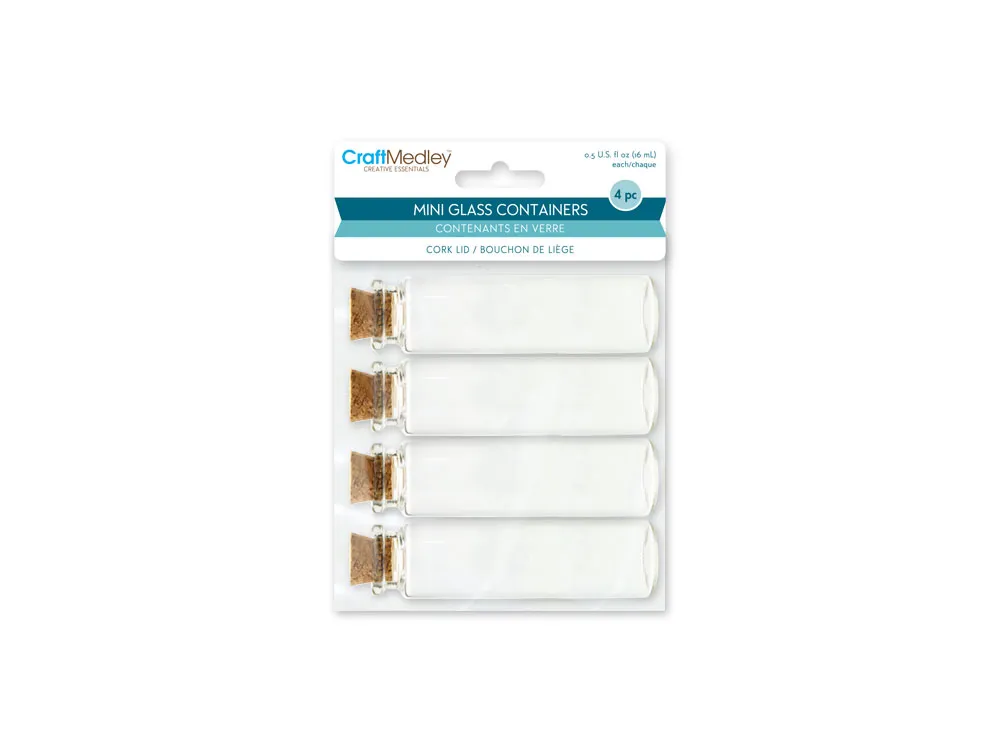 CraftMedley™
CREATIVE ESSENTIALS
0.5 U.S. fl oz (16 mL)
each/chaque
4 pc
MINI GLASS CONTAINERS
CONTENANTS EN VERRE
CORK LID / BOUCHON DE LIÈGE